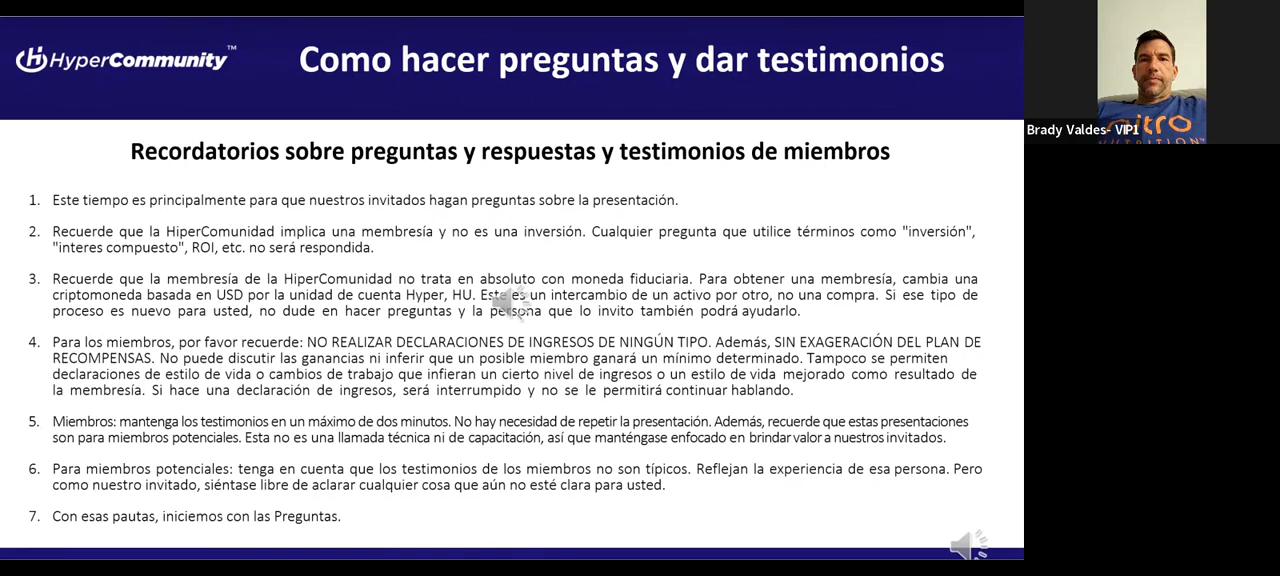 HyperCommunity™
Como hacer preguntas y dar testimonios
Brady Valdes- VIP1
nitro
NUTRITION™
Recordatorios sobre preguntas y respuestas y testimonios de miembros
1. Este tiempo es principalmente para que nuestros invitados hagan preguntas sobre la presentación.
2. Recuerde que la HiperComunidad implica una membresía y no es una inversión. Cualquier pregunta que utilice términos como "inversión",
"interes compuesto", ROI, etc. no será respondida.
3. Recuerde que la membresía de la HiperComunidad no trata en absoluto con moneda fiduciaria. Para obtener una membresía, cambia una
criptomoneda basada en USD por la unidad de cuenta Hyper, HU. Este es un intercambio de un activo por otro, no una compra. Si ese tipo de
proceso es nuevo para usted, no dude en hacer preguntas y la persona que lo invito también podrá ayudarlo.
4. Para los miembros, por favor recuerde: NO REALIZAR DECLARACIONES DE INGRESOS DE NINGÚN TIPO. Además, SIN EXAGERACIÓN DEL PLAN DE
RECOMPENSAS. No puede discutir las ganancias ni inferir que un posible miembro ganará un mínimo determinado. Tampoco se permiten
declaraciones de estilo de vida o cambios de trabajo que infieran un cierto nivel de ingresos o un estilo de vida mejorado como resultado de
la membresía. Si hace una declaración de ingresos, será interrumpido y no se le permitirá continuar hablando.
5. Miembros: mantenga los testimonios en un máximo de dos minutos. No hay necesidad de repetir la presentación. Además, recuerde que estas presentaciones
son para miembros potenciales. Esta no es una llamada técnica ni de capacitación, así que manténgase enfocado en brindar valor a nuestros invitados.
6. Para miembros potenciales: tenga en cuenta que los testimonios de los miembros no son típicos. Reflejan la experiencia de esa persona. Pero
como nuestro invitado, siéntase libre de aclarar cualquier cosa que aún no esté clara para usted.
7. Con esas pautas, iniciemos con las Preguntas.